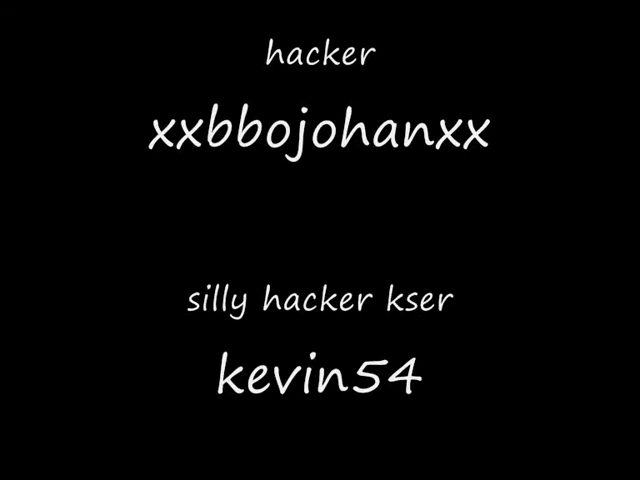 hacker
xxbbojohanxx
silly hacker kser
kevin54